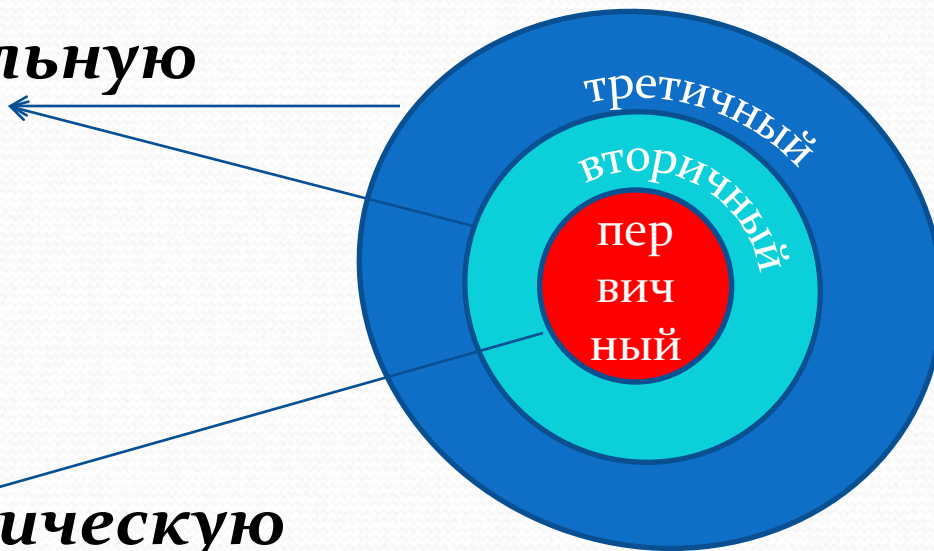 льную
третичный
вторичный
пер
вич
ный
ическую